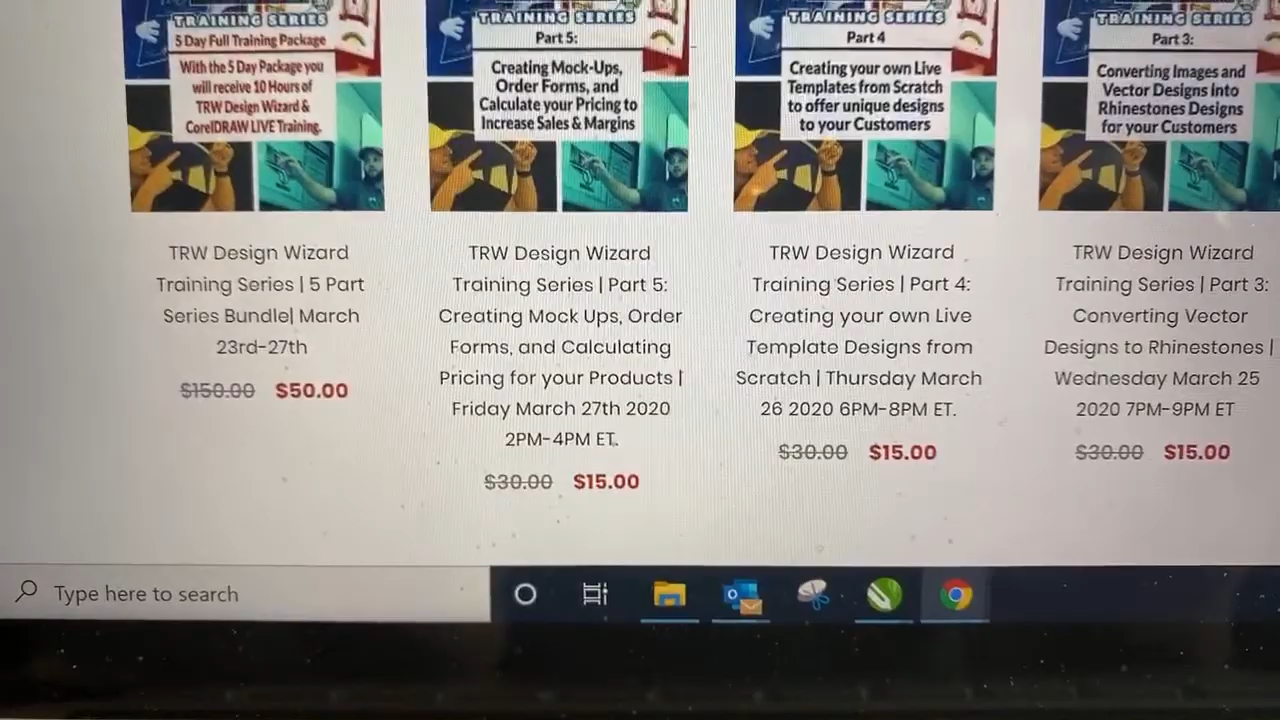 TRAINING SERIES
5 Day Full Training Package
With the 5 Day Package you
will receive 10 Hours of
TRW Design Wizard &
CorelDRAW LIVE Training.
TRW Design Wizard
Training Series | 5 Part
Series Bundle| March
23rd-27th
$150.00 $50.00
TRAINING SERIES
Part 5:
Creating Mock-Ups,
Order Forms, and
Calculate your Pricing to
Increase Sales & Margins
TRW Design Wizard
Training Series | Part 5:
Creating Mock Ups, Order
Forms, and Calculating
Pricing for your Products |
Friday March 27th 2020
2PM-4PM ET.
$30.00 $15.00
TRAINING SERIES
Part 4
Creating your own Live
Templates from Scratch
to offer unique designs
to your Customers
TRW Design Wizard
Training Series | Part 4:
Creating your own Live
Template Designs from
Scratch | Thursday March
26 2020 6PM-8PM ET.
$30.00 $15.00
TRAINING SERIES
Part 3:
Converting Images and
Vector Designs into
Rhinestones Designs
for your Customers
TRW Design Wizard
Training Series | Part 3:
Converting Vector
Designs to Rhinestones |
Wednesday March 25
2020 7PM-9PM ET
$30.00 $15.00
Type here to search